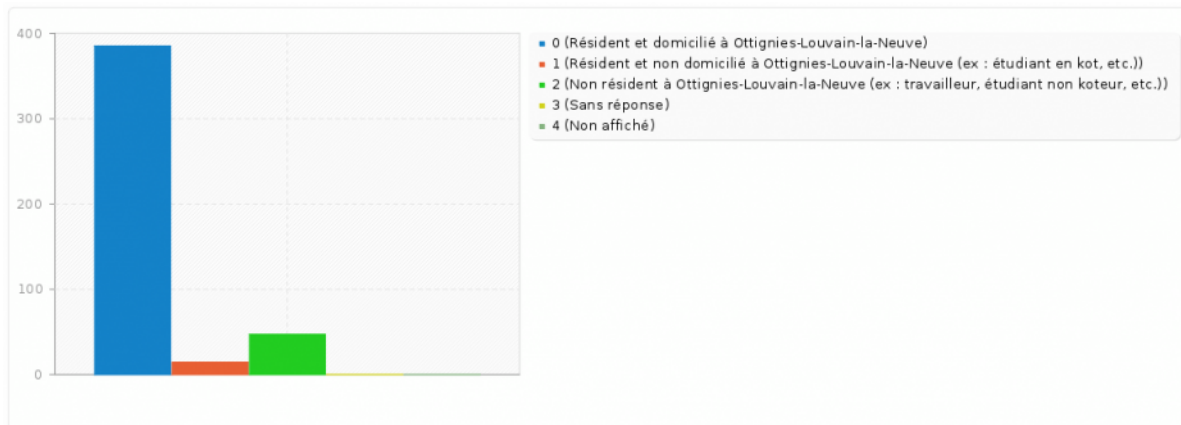 400
300
200
100
0
0 (Résident et domicilié à Ottignies-Louvain-la-Neuve)
1 (Résident et non domicilié à Ottignies-Louvain-la-Neuve (ex : étudiant en kot, etc.))
2 (Non résident à Ottignies-Louvain-la-Neuve (ex : travailleur, étudiant non koteur, etc.))
3 (Sans réponse)
4 (Non affiché)